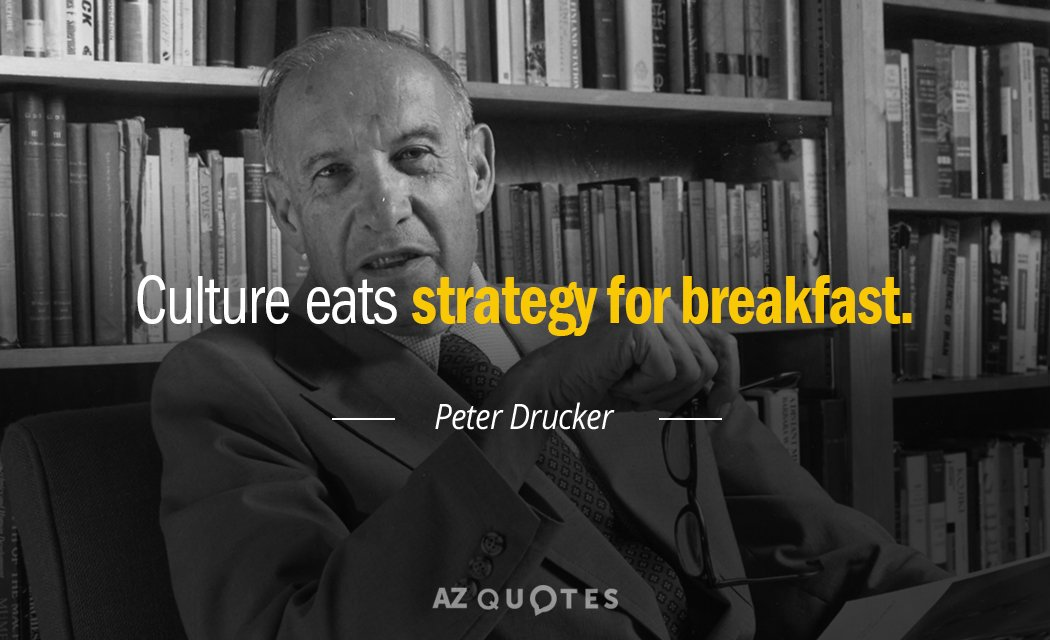 Culture eats strategy for breakfast.
Peter Drucker
AZ QUOTES